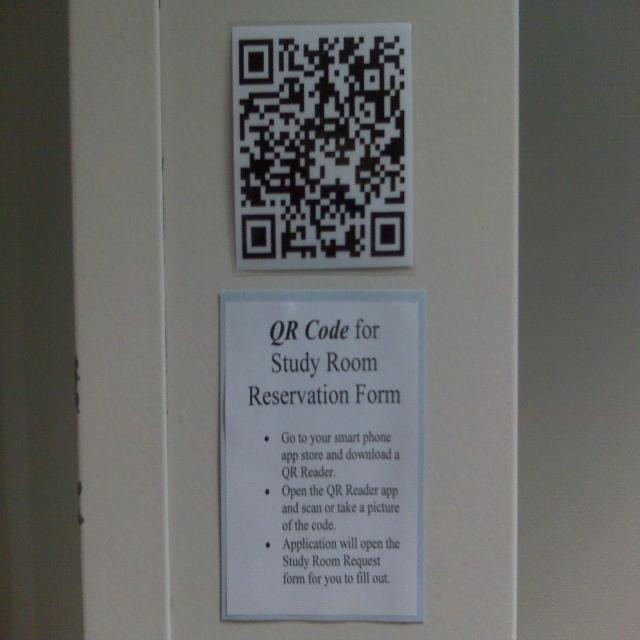 QR Code for
Study Room
Reservation Form
• Go to your smart phone
app store and download a
QR Reader.
• Open the QR Reader app
and scan or take a picture
of the code.
• Application will open the
Study Room Request
form for you to fill out.